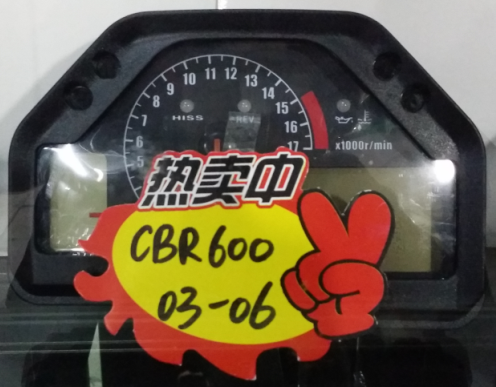 5 6 7 8 9 10 11 12 13 14 15 16 17
HISS REV
x1000r/min
热卖中
CBR600
03-06